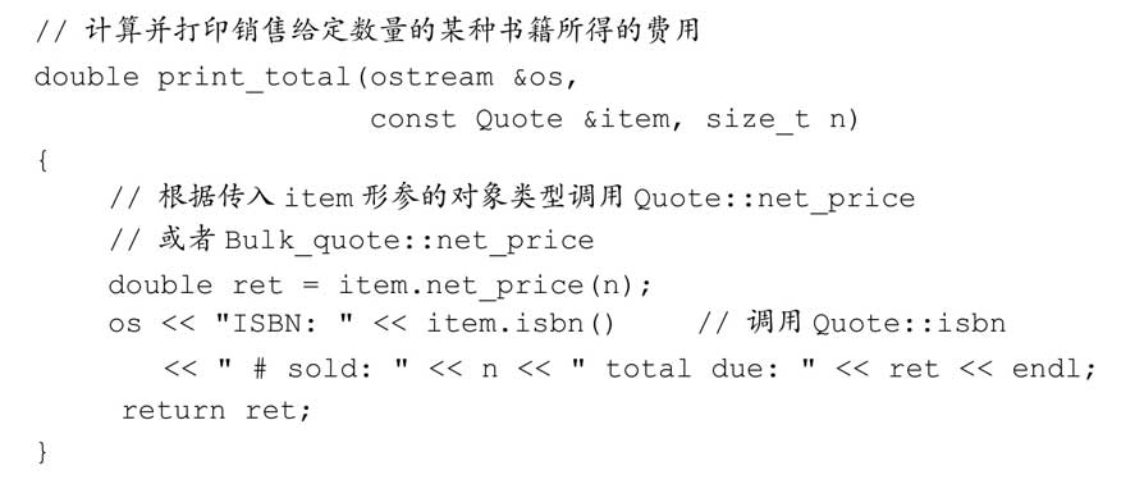 // 计算并打印销售给定数量的某种书籍所得的费用
double print_total(ostream &os,
                   const Quote &item, size_t n)
{
    // 根据传入 item 形参的对象类型调用 Quote::net_price
    // 或者 Bulk_quote::net_price
    double ret = item.net_price(n);
    os << "ISBN: " << item.isbn()    // 调用 Quote::isbn
       << " # sold: " << n << " total due: " << ret << endl;
    return ret;
}